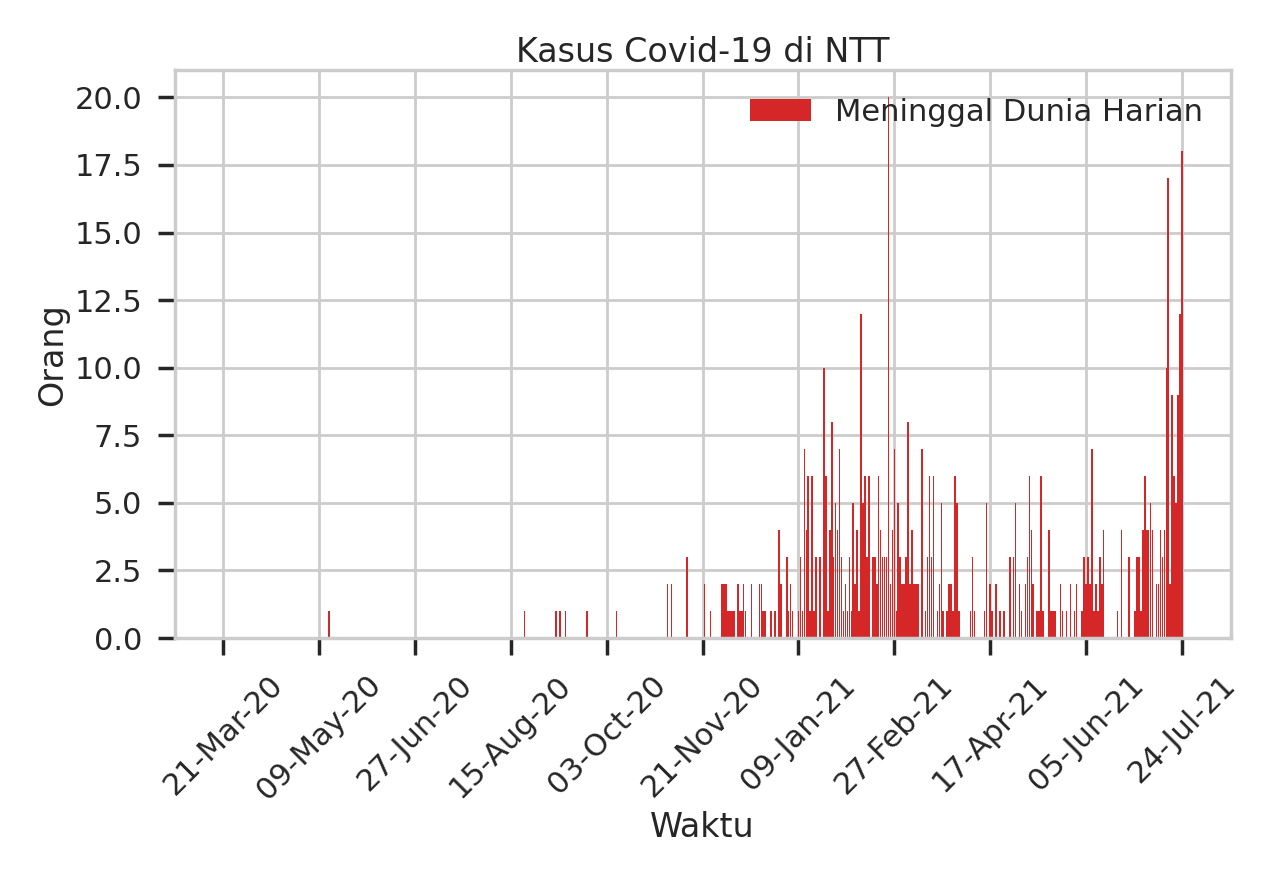 Kasus Covid-19 di NTT
Meninggal Dunia Harian
Orang
20.0
17.5
15.0
12.5
10.0
7.5
5.0
2.5
0.0
21-Mar-20
09-May-20
27-Jun-20
15-Aug-20
03-Oct-20
21-Nov-20
09-Jan-21
27-Feb-21
17-Apr-21
05-Jun-21
24-Jul-21
Waktu